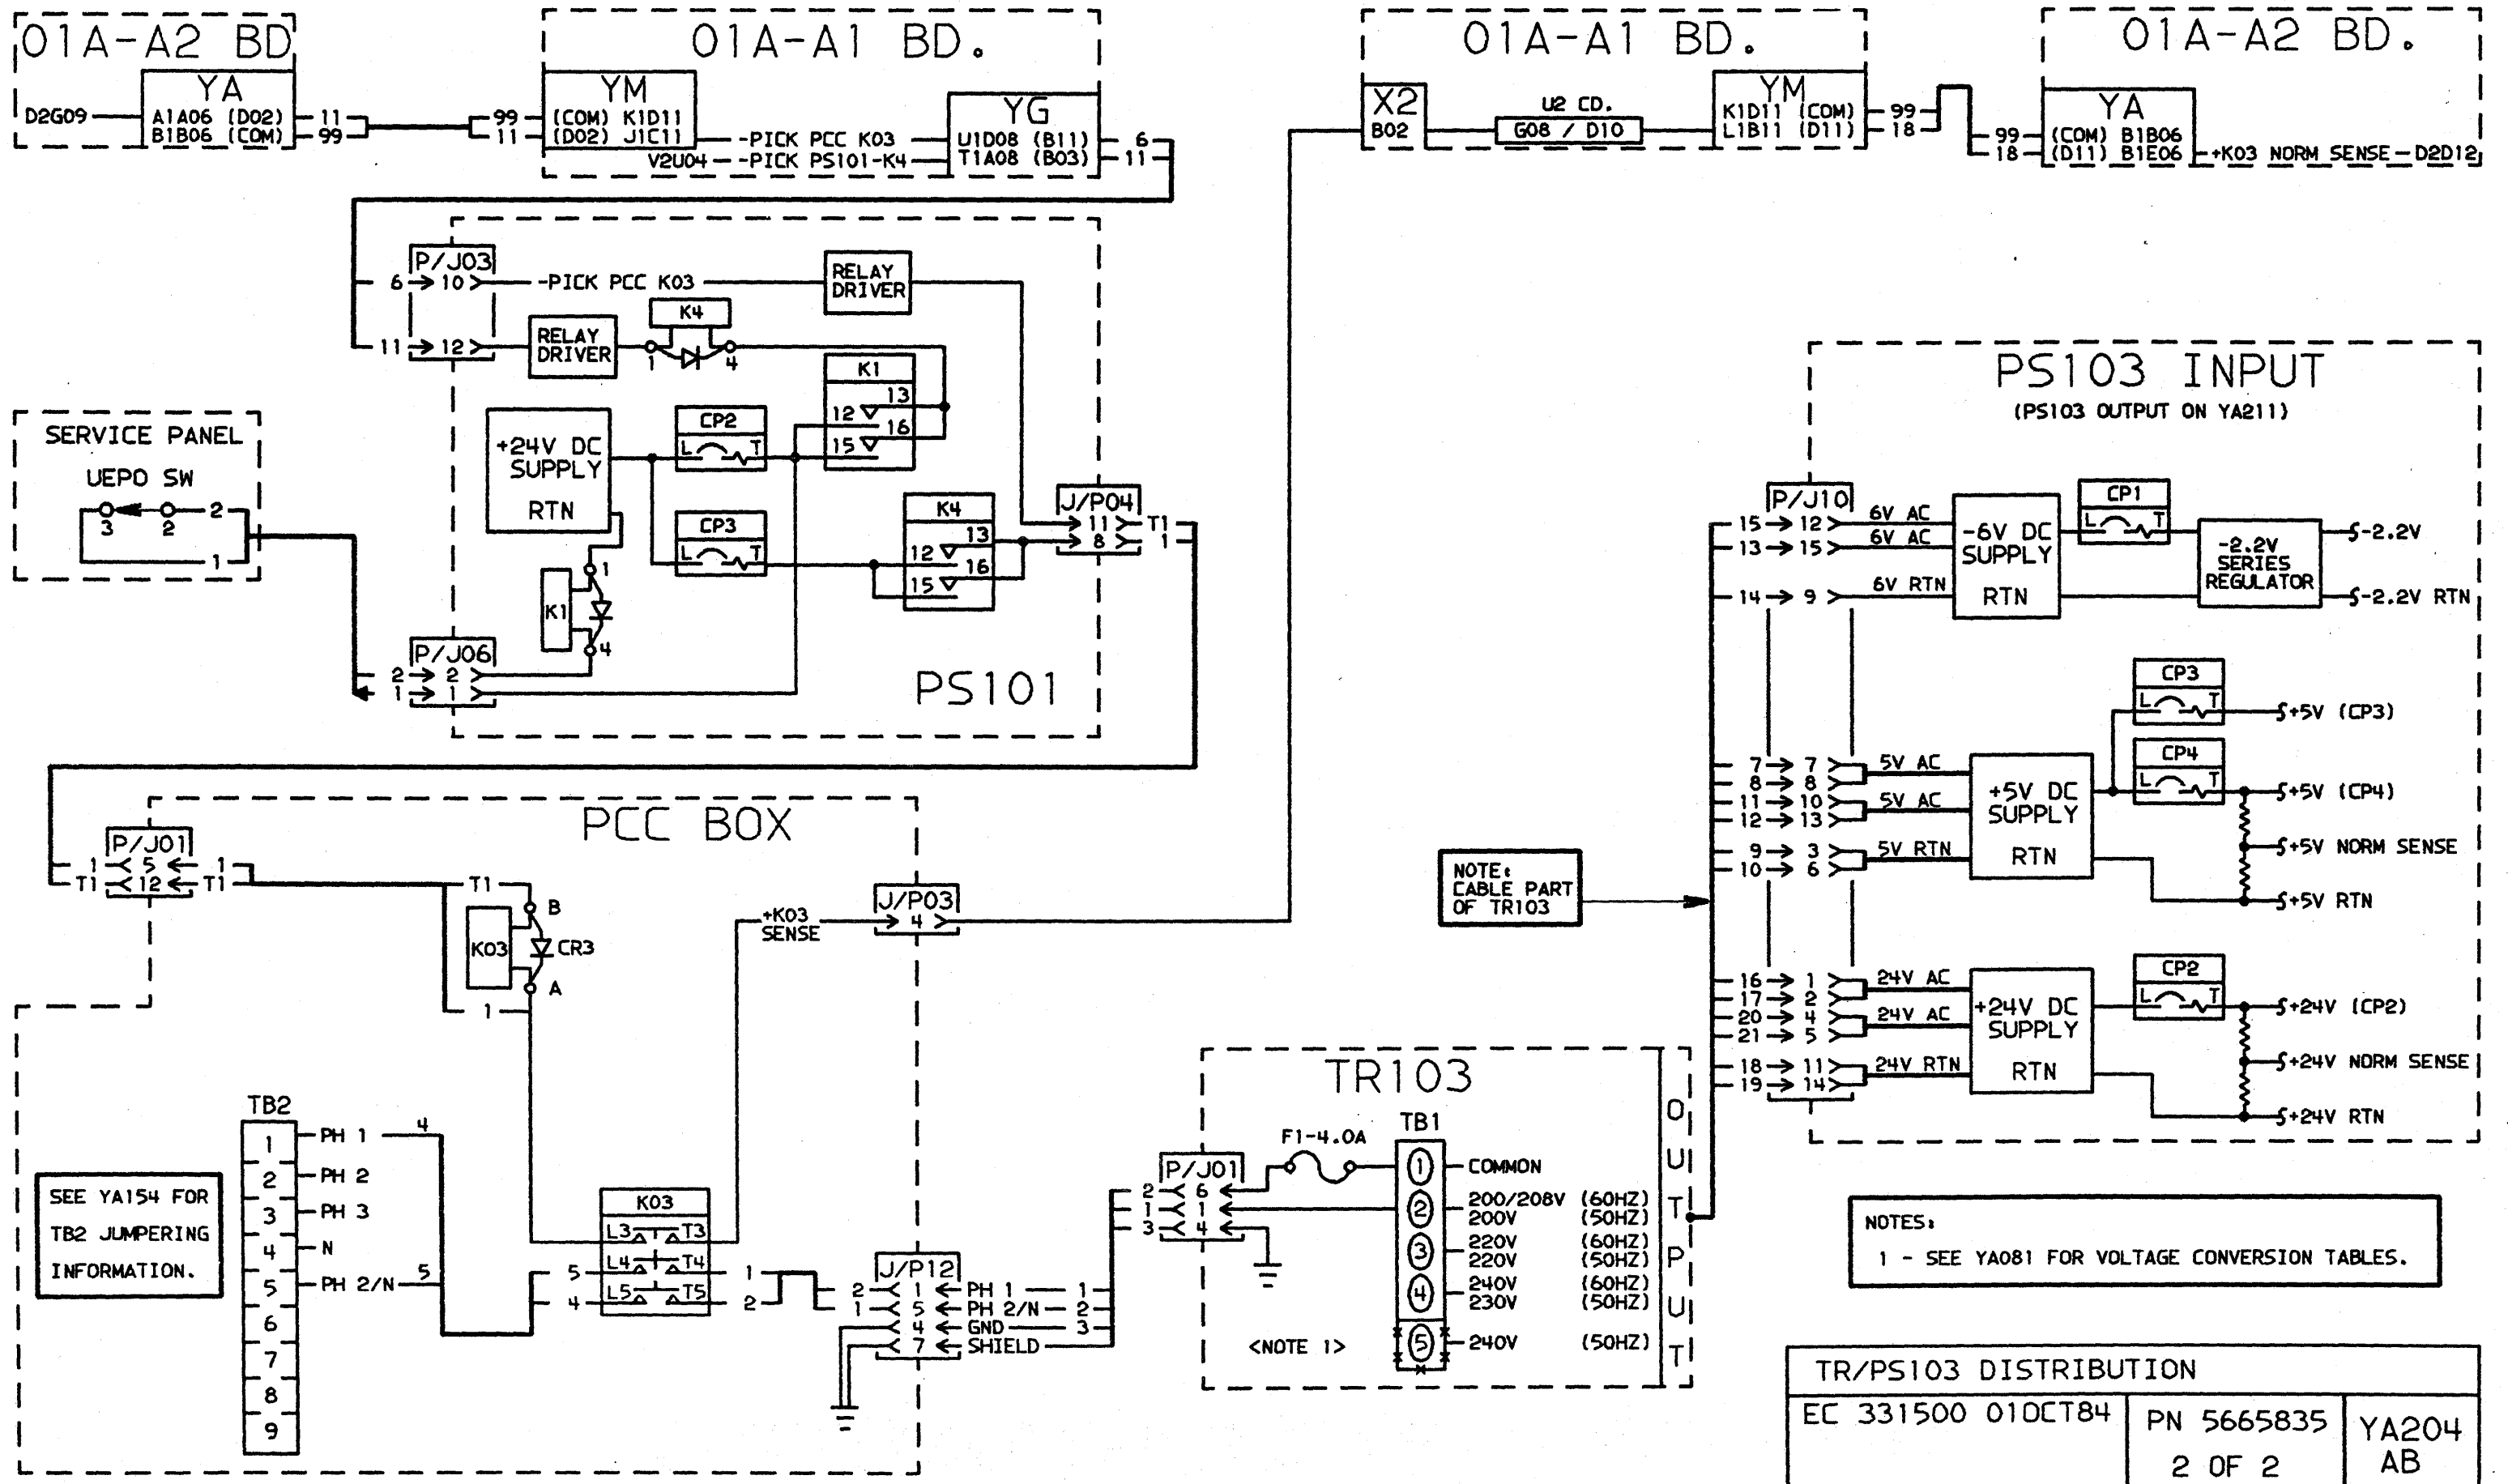 01A-A2 BD
YA
D2G09
A1A06 (D02)
B1B06 (COM)
11
99
01A-A1 BD.
99
11
YM
(COM) K1D11
(D02) J1C11
-PICK PCC K03
V2U04
-PICK PS101-K4
YG
U1D08 (B11)
T1A08 (B03)
6
11
01A-A1 BD.
X2
B02
U2 CD.
G08 / D10
YM
K1D11 (COM)
L1B11 (D11)
99
18
01A-A2 BD.
99
18
YA
(COM) B1B06
(D11) B1E06
+K03 NORM SENSE-D2D12
P/J03
6
10
-PICK PCC K03
RELAY
DRIVER
11
12
RELAY
DRIVER
K4
1
4
K1
13
12
16
15
SERVICE PANEL
UEPO SW
3
2
2
1
+24V DC
SUPPLY
RTN
CP2
L
T
CP3
L
T
K4
13
12
16
15
J/P04
11
T1
8
1
K1
1
4
P/J06
2
2
1
1
PS101
PS103 INPUT
(PS103 OUTPUT ON YA211)
P/J10
15
12
6V AC
13
15
6V AC
14
9
6V RTN
-6V DC
SUPPLY
RTN
CP1
L
T
-2.2V
SERIES
REGULATOR
-2.2V
-2.2V RTN
7
7
8
8
5V AC
11
10
12
13
5V AC
9
3
10
6
5V RTN
+5V DC
SUPPLY
RTN
CP3
L
T
+5V (CP3)
CP4
L
T
+5V (CP4)
+5V NORM SENSE
+5V RTN
16
1
17
2
24V AC
20
4
21
5
24V AC
18
11
19
14
24V RTN
+24V DC
SUPPLY
RTN
CP2
L
T
+24V (CP2)
+24V NORM SENSE
+24V RTN
NOTE:
CABLE PART
OF TR103
PCC BOX
P/J01
1
5
1
T1
12
T1
T1
B
K03
CR3
A
1
+K03
SENSE
J/P03
4
SEE YA154 FOR
TB2 JUMPERING
INFORMATION.
TB2
1
PH 1
4
2
PH 2
3
PH 3
4
N
5
PH 2/N
5
6
7
8
9
K03
L3
T3
L4
T4
L5
T5
5
4
1
2
J/P12
2
1
PH 1
1
1
5
PH 2/N
2
4
GND
3
7
SHIELD
TR103
P/J01
2
6
1
1
3
4
F1-4.0A
TB1
1
COMMON
2
200/208V (60HZ)
200V (50HZ)
3
220V (60HZ)
220V (50HZ)
4
240V (60HZ)
230V (50HZ)
5
240V (50HZ)
<NOTE 1>
OUTPUT
NOTES:
1 - SEE YA081 FOR VOLTAGE CONVERSION TABLES.
TR/PS103 DISTRIBUTION
EC 331500 01OCT84
PN 5665835
2 OF 2
YA204
AB